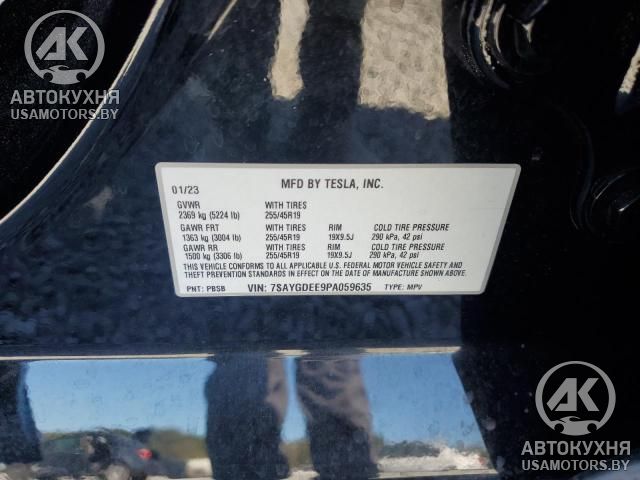 АК
АВТОКУХНЯ
USAMOTORS.BY
01/23 MFD BY TESLA, INC.
GVWR WITH TIRES
2369 kg (5224 lb) 255/45R19
GAWR FRT WITH TIRES RIM COLD TIRE PRESSURE
1363 kg (3004 lb) 255/45R19 19X9.5J 290 kPa, 42 psi
GAWR RR WITH TIRES RIM COLD TIRE PRESSURE
1500 kg (3306 lb) 255/45R19 19X9.5J 290 kPa, 42 psi
THIS VEHICLE CONFORMS TO ALL APPLICABLE U.S. FEDERAL MOTOR VEHICLE SAFETY AND
THEFT PREVENTION STANDARDS IN EFFECT ON THE DATE OF MANUFACTURE SHOWN ABOVE.
PNT: PBSB VIN: 7SAYGDEE9PA059635 TYPE: MPV
АК
АВТОКУХНЯ
USAMOTORS.BY